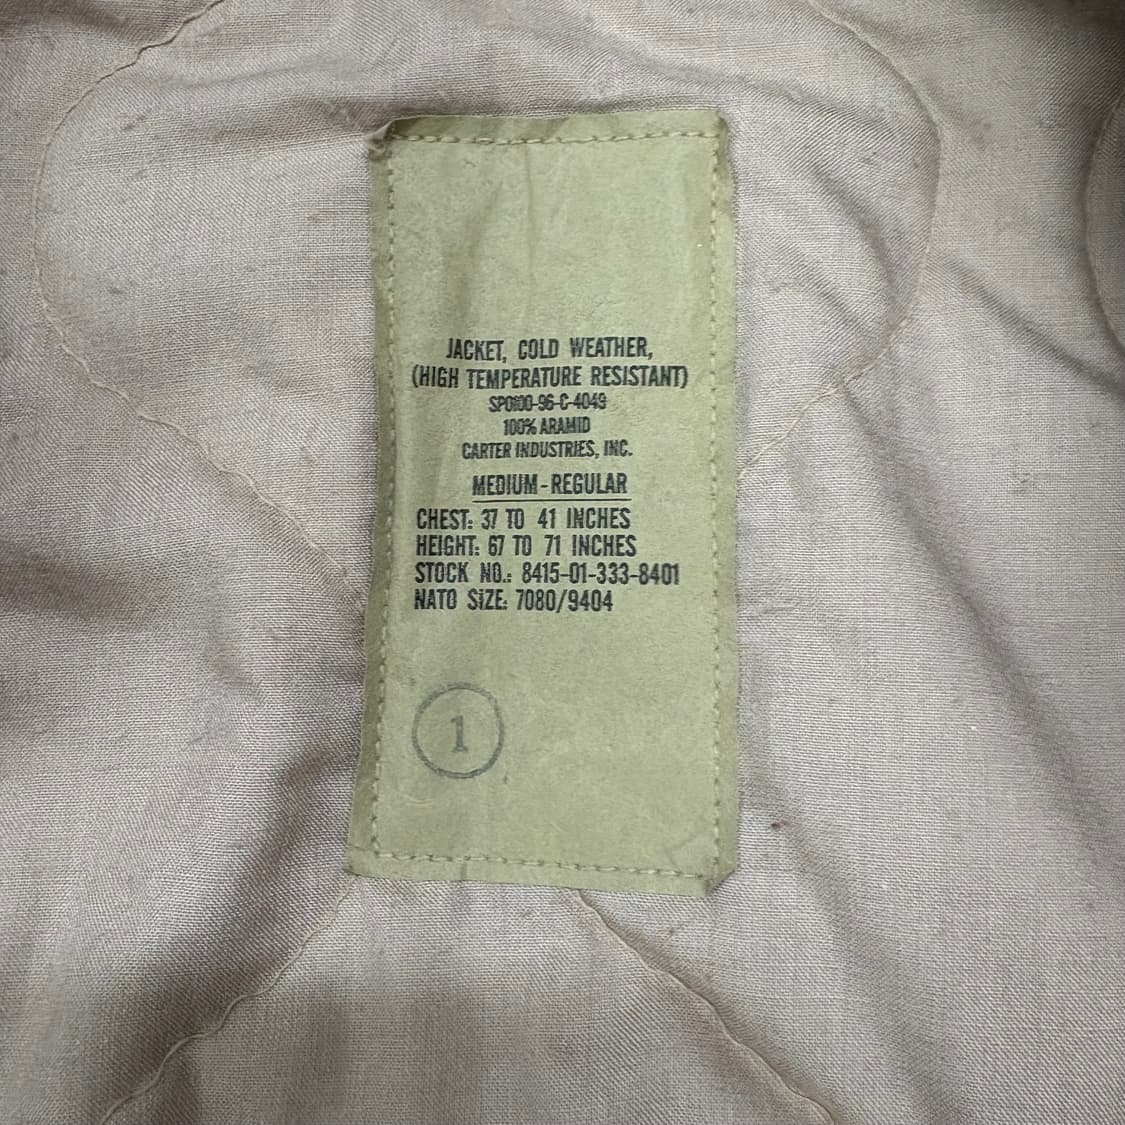 JACKET, COLD WEATHER,
(HIGH TEMPERATURE RESISTANT)
SPO100-96-C-4049
100% ARAMID
CARTER INDUSTRIES, INC.
MEDIUM - REGULAR
CHEST: 37 TO 41 INCHES
HEIGHT: 67 TO 71 INCHES
STOCK NO.: 8415-01-333-8401
NATO SIZE: 7080/9404
1